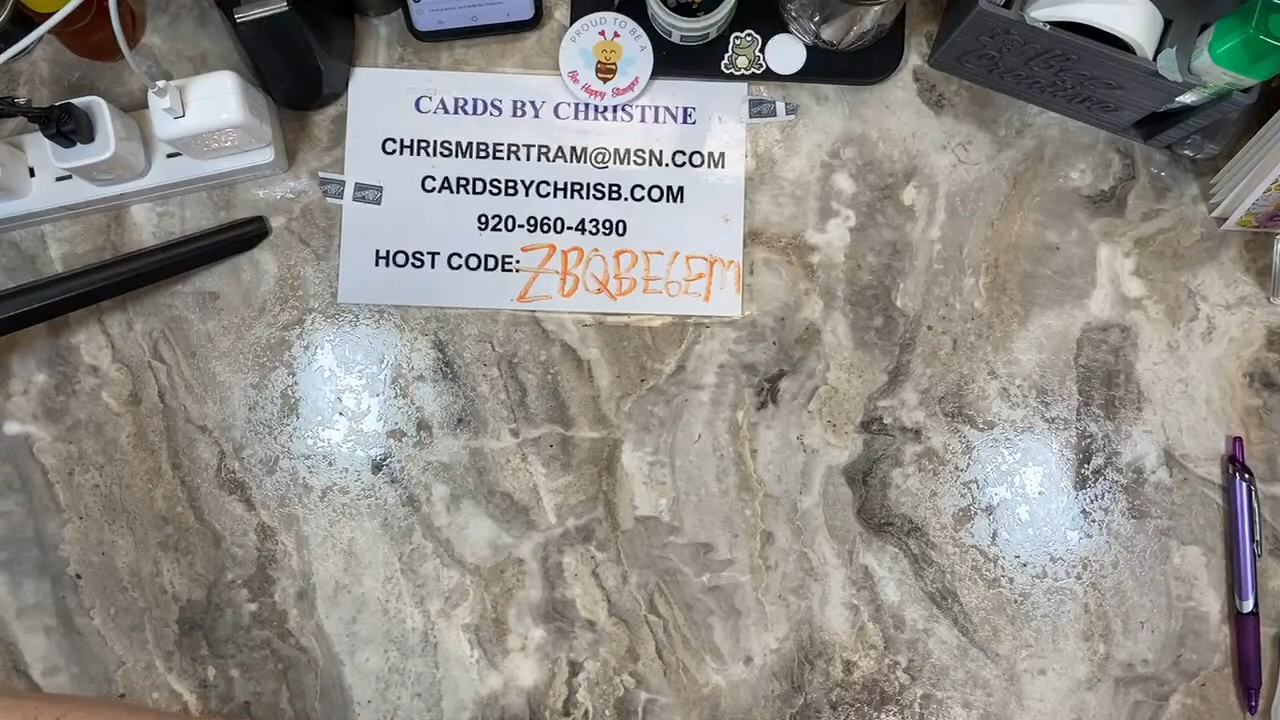 PROUD TO BE A
Bee Happy Stamper
CARDS BY CHRISTINE
CHRISMBERTRAM@MSN.COM
CARDSBYCHRISB.COM
920-960-4390
HOST CODE: ZBQBE6EM